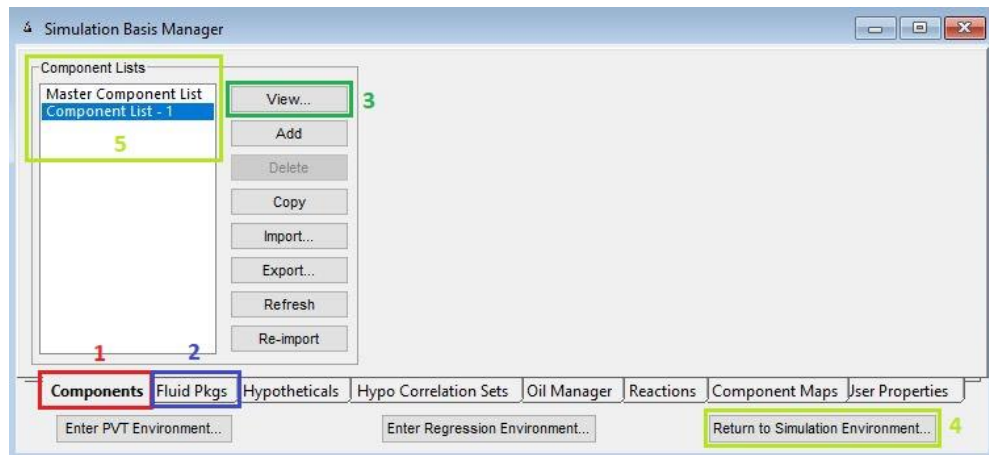 Simulation Basis Manager
Component Lists
Master Component List
Component List - 1
5
View...
3
Add
Delete
Copy
Import...
Export...
Refresh
Re-import
1
2
Components Fluid Pkgs Hypotheticals Hypo Correlation Sets Oil Manager Reactions Component Maps User Properties
Enter PVT Environment... Enter Regression Environment... Return to Simulation Environment... 4